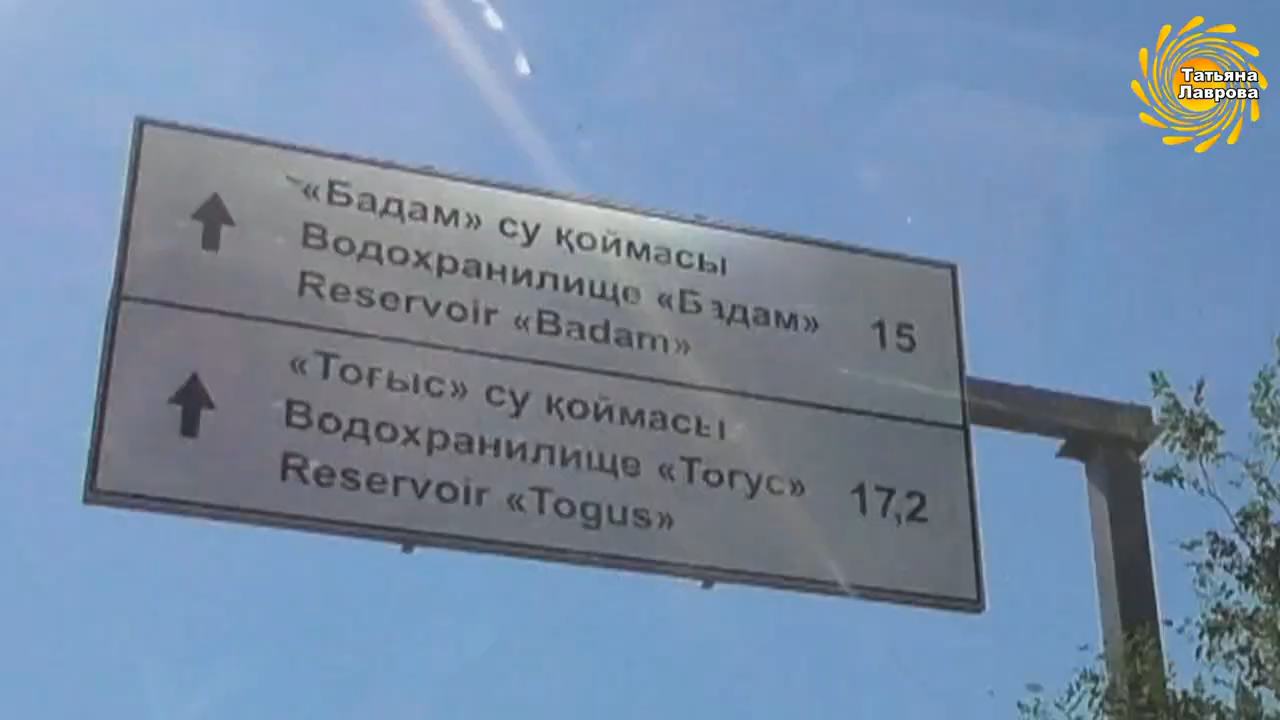 «Бадам» су қоймасы
Водохранилище «Бадам»
Reservoir «Badam»
15
«Тоғыс» су қоймасы
Водохранилище «Тогус»
Reservoir «Togus»
17,2
Татьяна
Лаврова